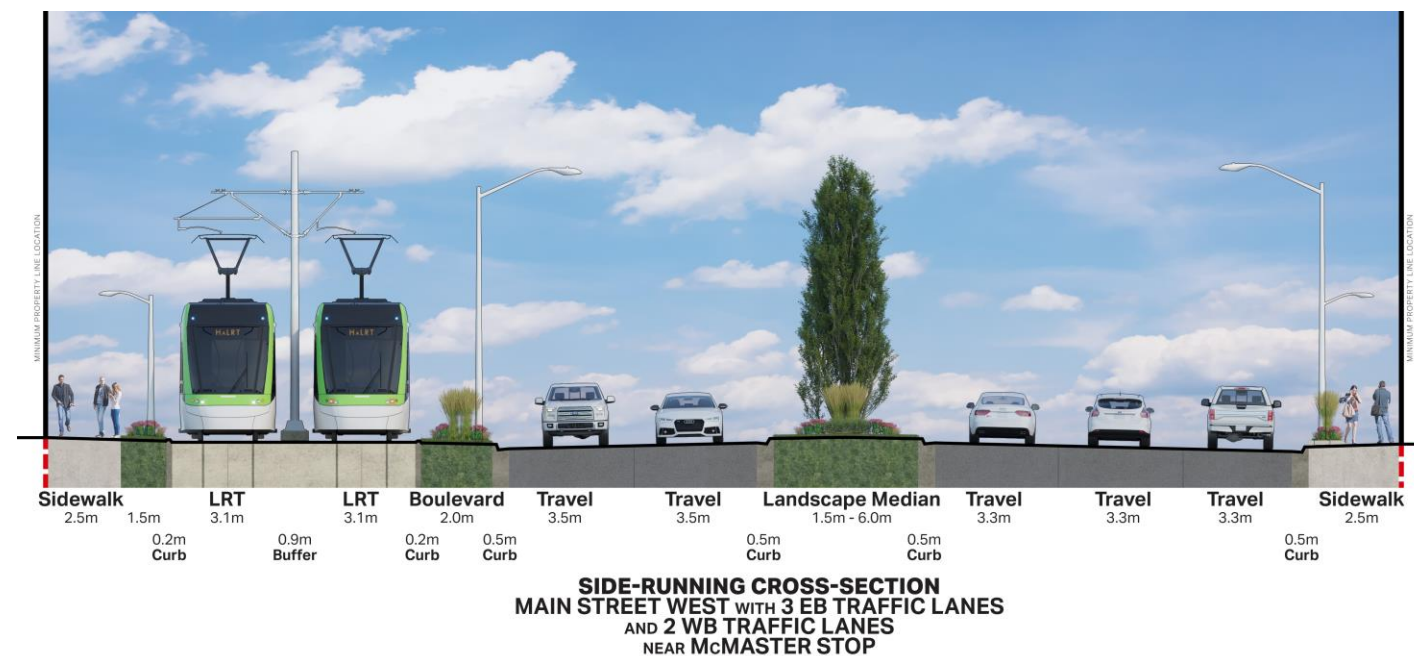 MINIMUM PROPERTY LINE LOCATION
MINIMUM PROPERTY LINE LOCATION
H▲LRT H▲LRT
Sidewalk LRT LRT Boulevard Travel Travel Landscape Median Travel Travel Travel Sidewalk
2.5m 1.5m 3.1m 3.1m 2.0m 3.5m 3.5m 1.5m - 6.0m 3.3m 3.3m 3.3m 2.5m
0.2m 0.9m 0.2m 0.5m 0.5m 0.5m 0.5m
Curb Buffer Curb Curb Curb Curb Curb
SIDE-RUNNING CROSS-SECTION
MAIN STREET WEST WITH 3 EB TRAFFIC LANES
AND 2 WB TRAFFIC LANES
NEAR McMASTER STOP